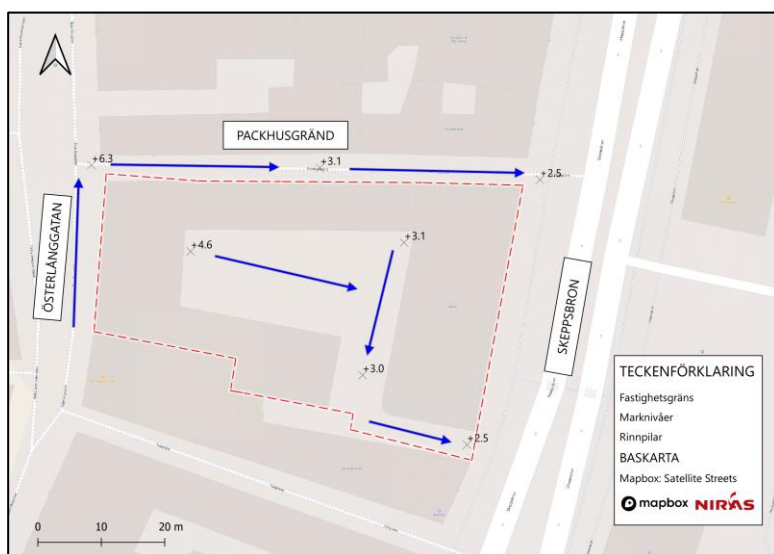 PACKHUSGRÄND
+6.3
+3.1
+2.5
ÖSTERLÅNGGATAN
+4.6
+3.1
SKEPPSBRON
+3.0
+2.5
TECKENFÖRKLARING
Fastighetsgräns
Marknivåer
Rinnpilar
BASKARTA
Mapbox: Satellite Streets
mapbox NIRAS
0 10 20 m